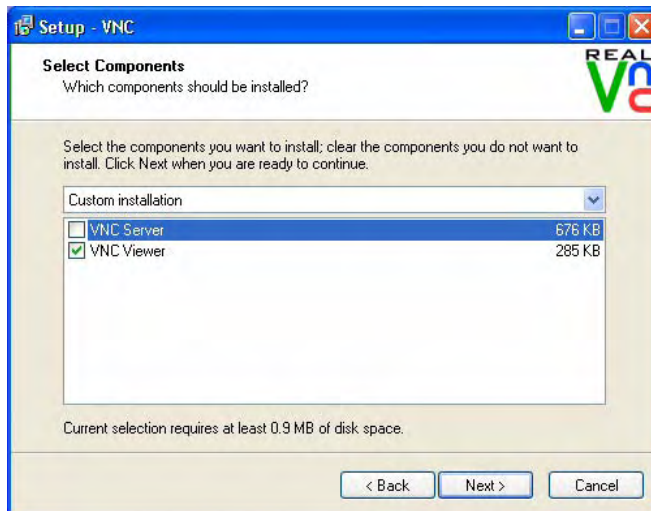 Setup - VNC
Select Components
Which components should be installed?
REAL
VNC
Select the components you want to install; clear the components you do not want to
install. Click Next when you are ready to continue.
Custom installation
VNC Server 676 KB
VNC Viewer 285 KB
Current selection requires at least 0.9 MB of disk space.
< Back Next > Cancel